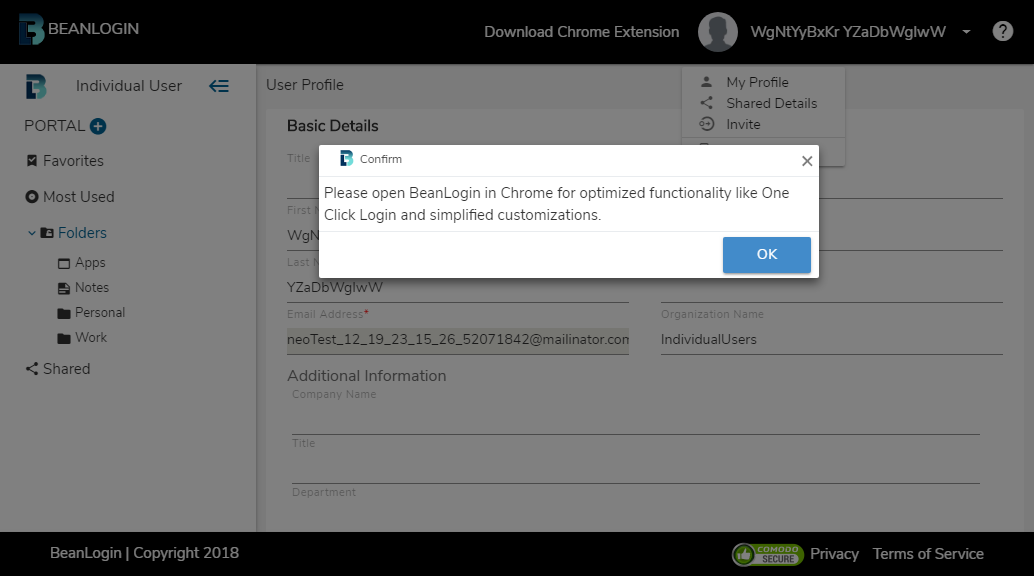 BEANLOGIN
Download Chrome Extension
WgNtYyBxKr YZaDbWgIwW
?
Individual User
User Profile
My Profile
Shared Details
Invite
PORTAL
Basic Details
Title
Confirm
Favorites
Please open BeanLogin in Chrome for optimized functionality like One
Click Login and simplified customizations.
OK
Most Used
First N
WgN
Folders
Last N
YZaDbWgIwW
Apps
Notes
Personal
Work
Shared
Email Address*
neoTest_12_19_23_15_26_52071842@mailinator.com
Organization Name
IndividualUsers
Additional Information
Company Name
Title
Department
BeanLogin | Copyright 2018
COMODO
SECURE
Privacy
Terms of Service